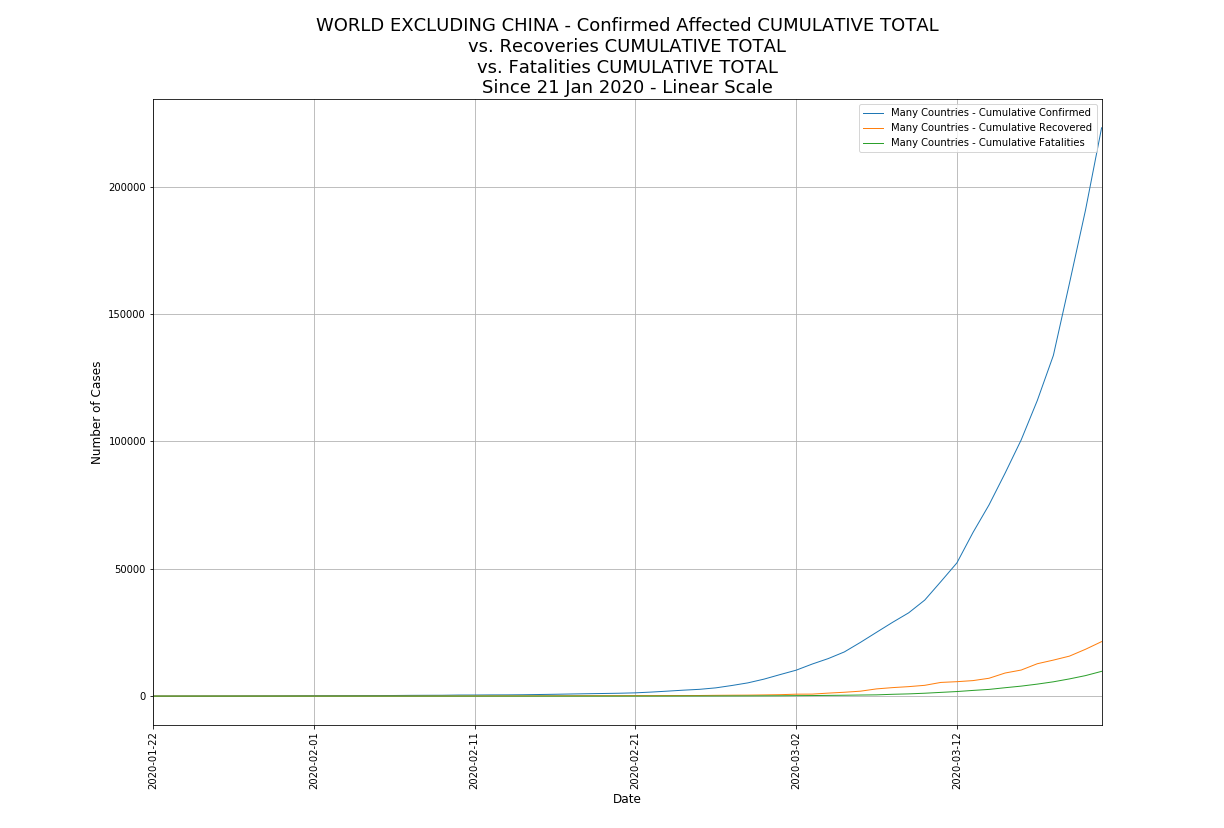 WORLD EXCLUDING CHINA - Confirmed Affected CUMULATIVE TOTAL
vs. Recoveries CUMULATIVE TOTAL
vs. Fatalities CUMULATIVE TOTAL
Since 21 Jan 2020 - Linear Scale
Many Countries - Cumulative Confirmed
Many Countries - Cumulative Recovered
Many Countries - Cumulative Fatalities
200000
150000
100000
50000
0
Number of Cases
2020-01-22
2020-02-01
2020-02-11
2020-02-21
2020-03-02
2020-03-12
Date